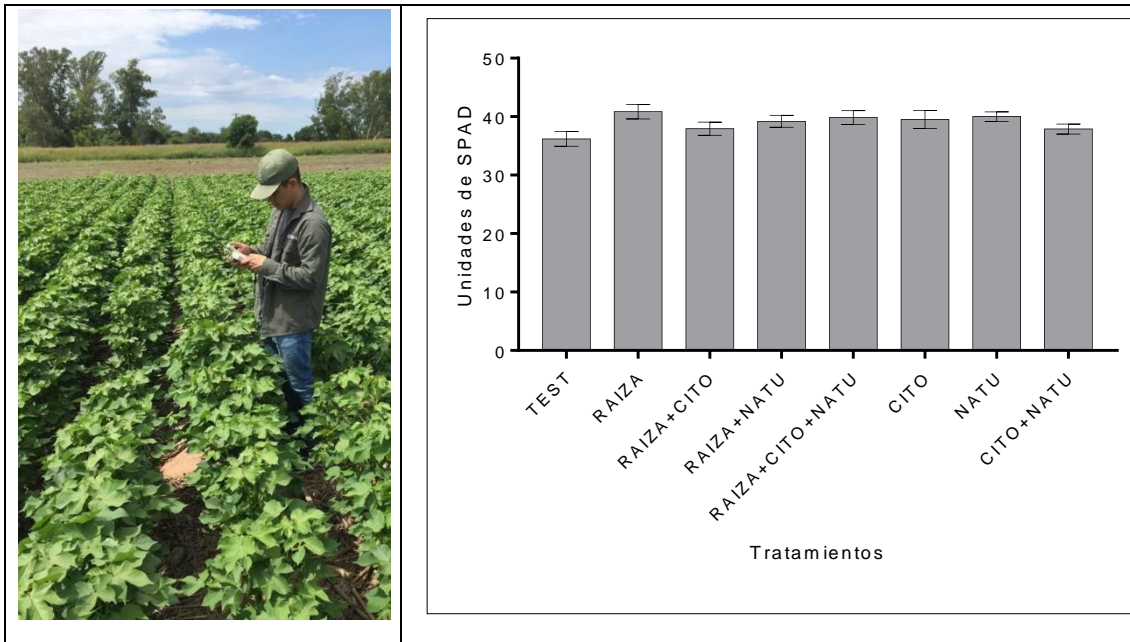 50
40
30
20
10
0
Unidades de SPAD
TEST
RAIZA
RAIZA+CITO
RAIZA+NATU
RAIZA+CITO+NATU
CITO
NATU
CITO+NATU
Tratamientos